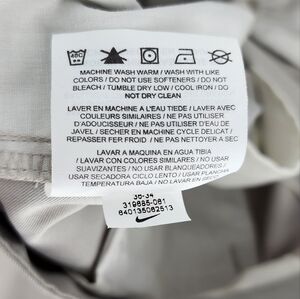 40C
MACHINE WASH WARM / WASH WITH LIKE
COLORS / DO NOT USE SOFTENERS / DO NOT
BLEACH / TUMBLE DRY LOW / COOL IRON / DO
NOT DRY CLEAN
LAVER EN MACHINE A L'EAU TIEDE / LAVER AVEC
COULEURS SIMILAIRES / NE PAS UTILISER
D'ADOUCISSEUR / NE PAS UTILISER D'EAU DE
JAVEL / SECHER EN MACHINE CYCLE DELICAT /
REPASSER FER FROID / NE PAS NETTOYER A SEC
LAVAR A MAQUINA EN AGUA TIBIA
/ LAVAR CON COLORES SIMILARES / NO USAR
SUAVIZANTES / NO USAR BLANQUEADORES /
USAR SECADORA CICLO LENTO / USAR PLANCHA
TEMPERATURA BAJA / NO LAVAR EN SECO
36-34
319885-061
640135062513